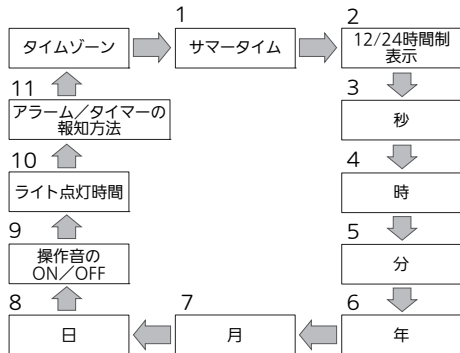 タイムゾーン
1
サマータイム
2
12/24時間制
表示
3
秒
4
時
5
分
6
年
7
月
8
日
9
操作音の
ON／OFF
10
ライト点灯時間
11
アラーム／タイマーの
報知方法